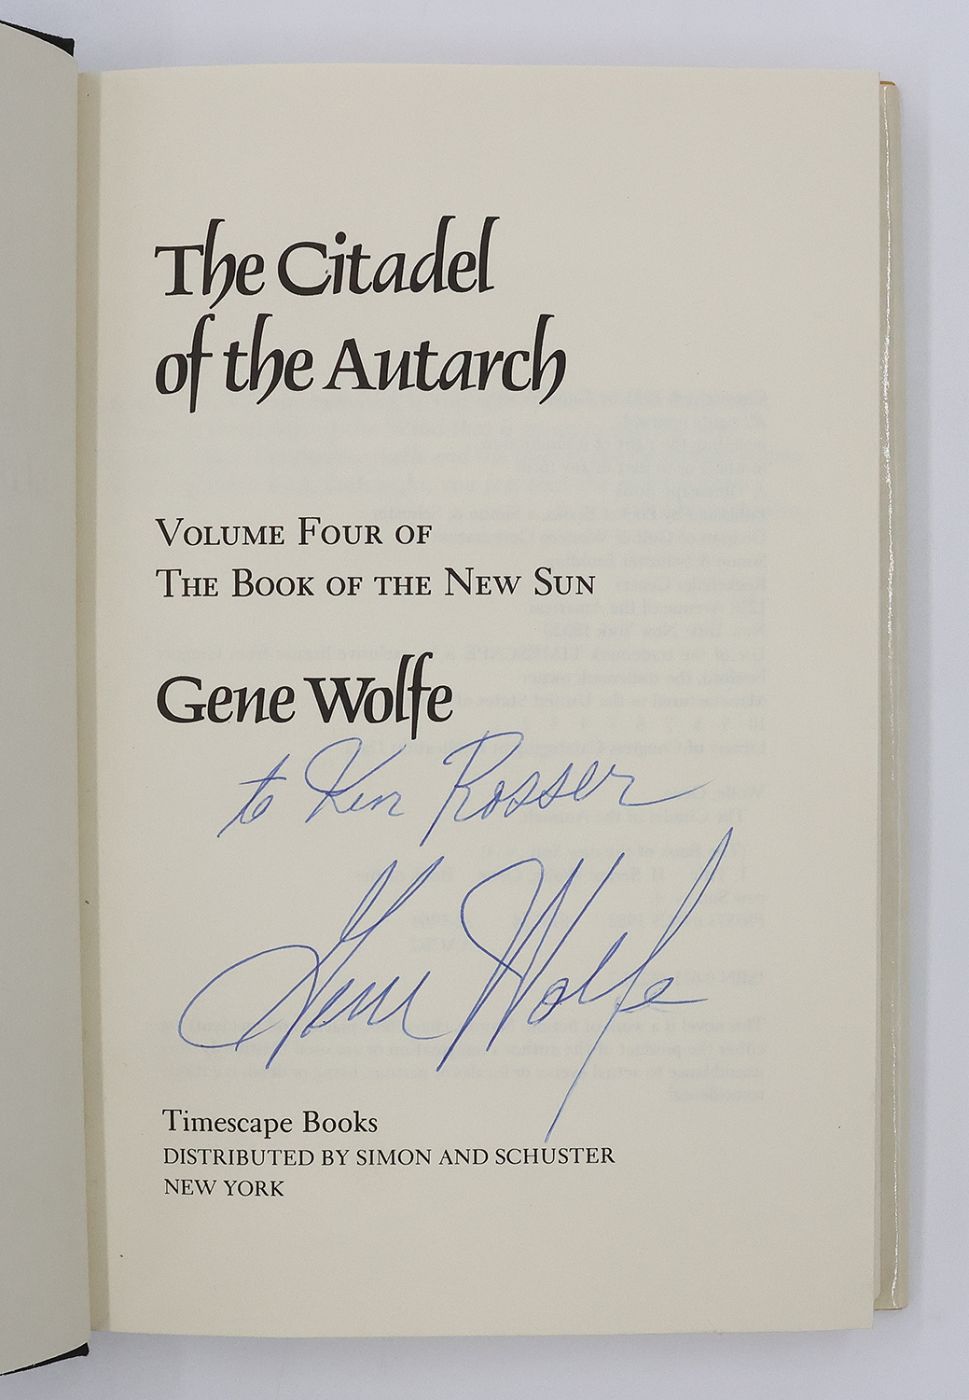 The Citadel
of the Autarch
VOLUME FOUR OF
THE BOOK OF THE NEW SUN
Gene Wolfe
to Ken Rosser
Gene Wolfe
Timescape Books
DISTRIBUTED BY SIMON AND SCHUSTER
NEW YORK